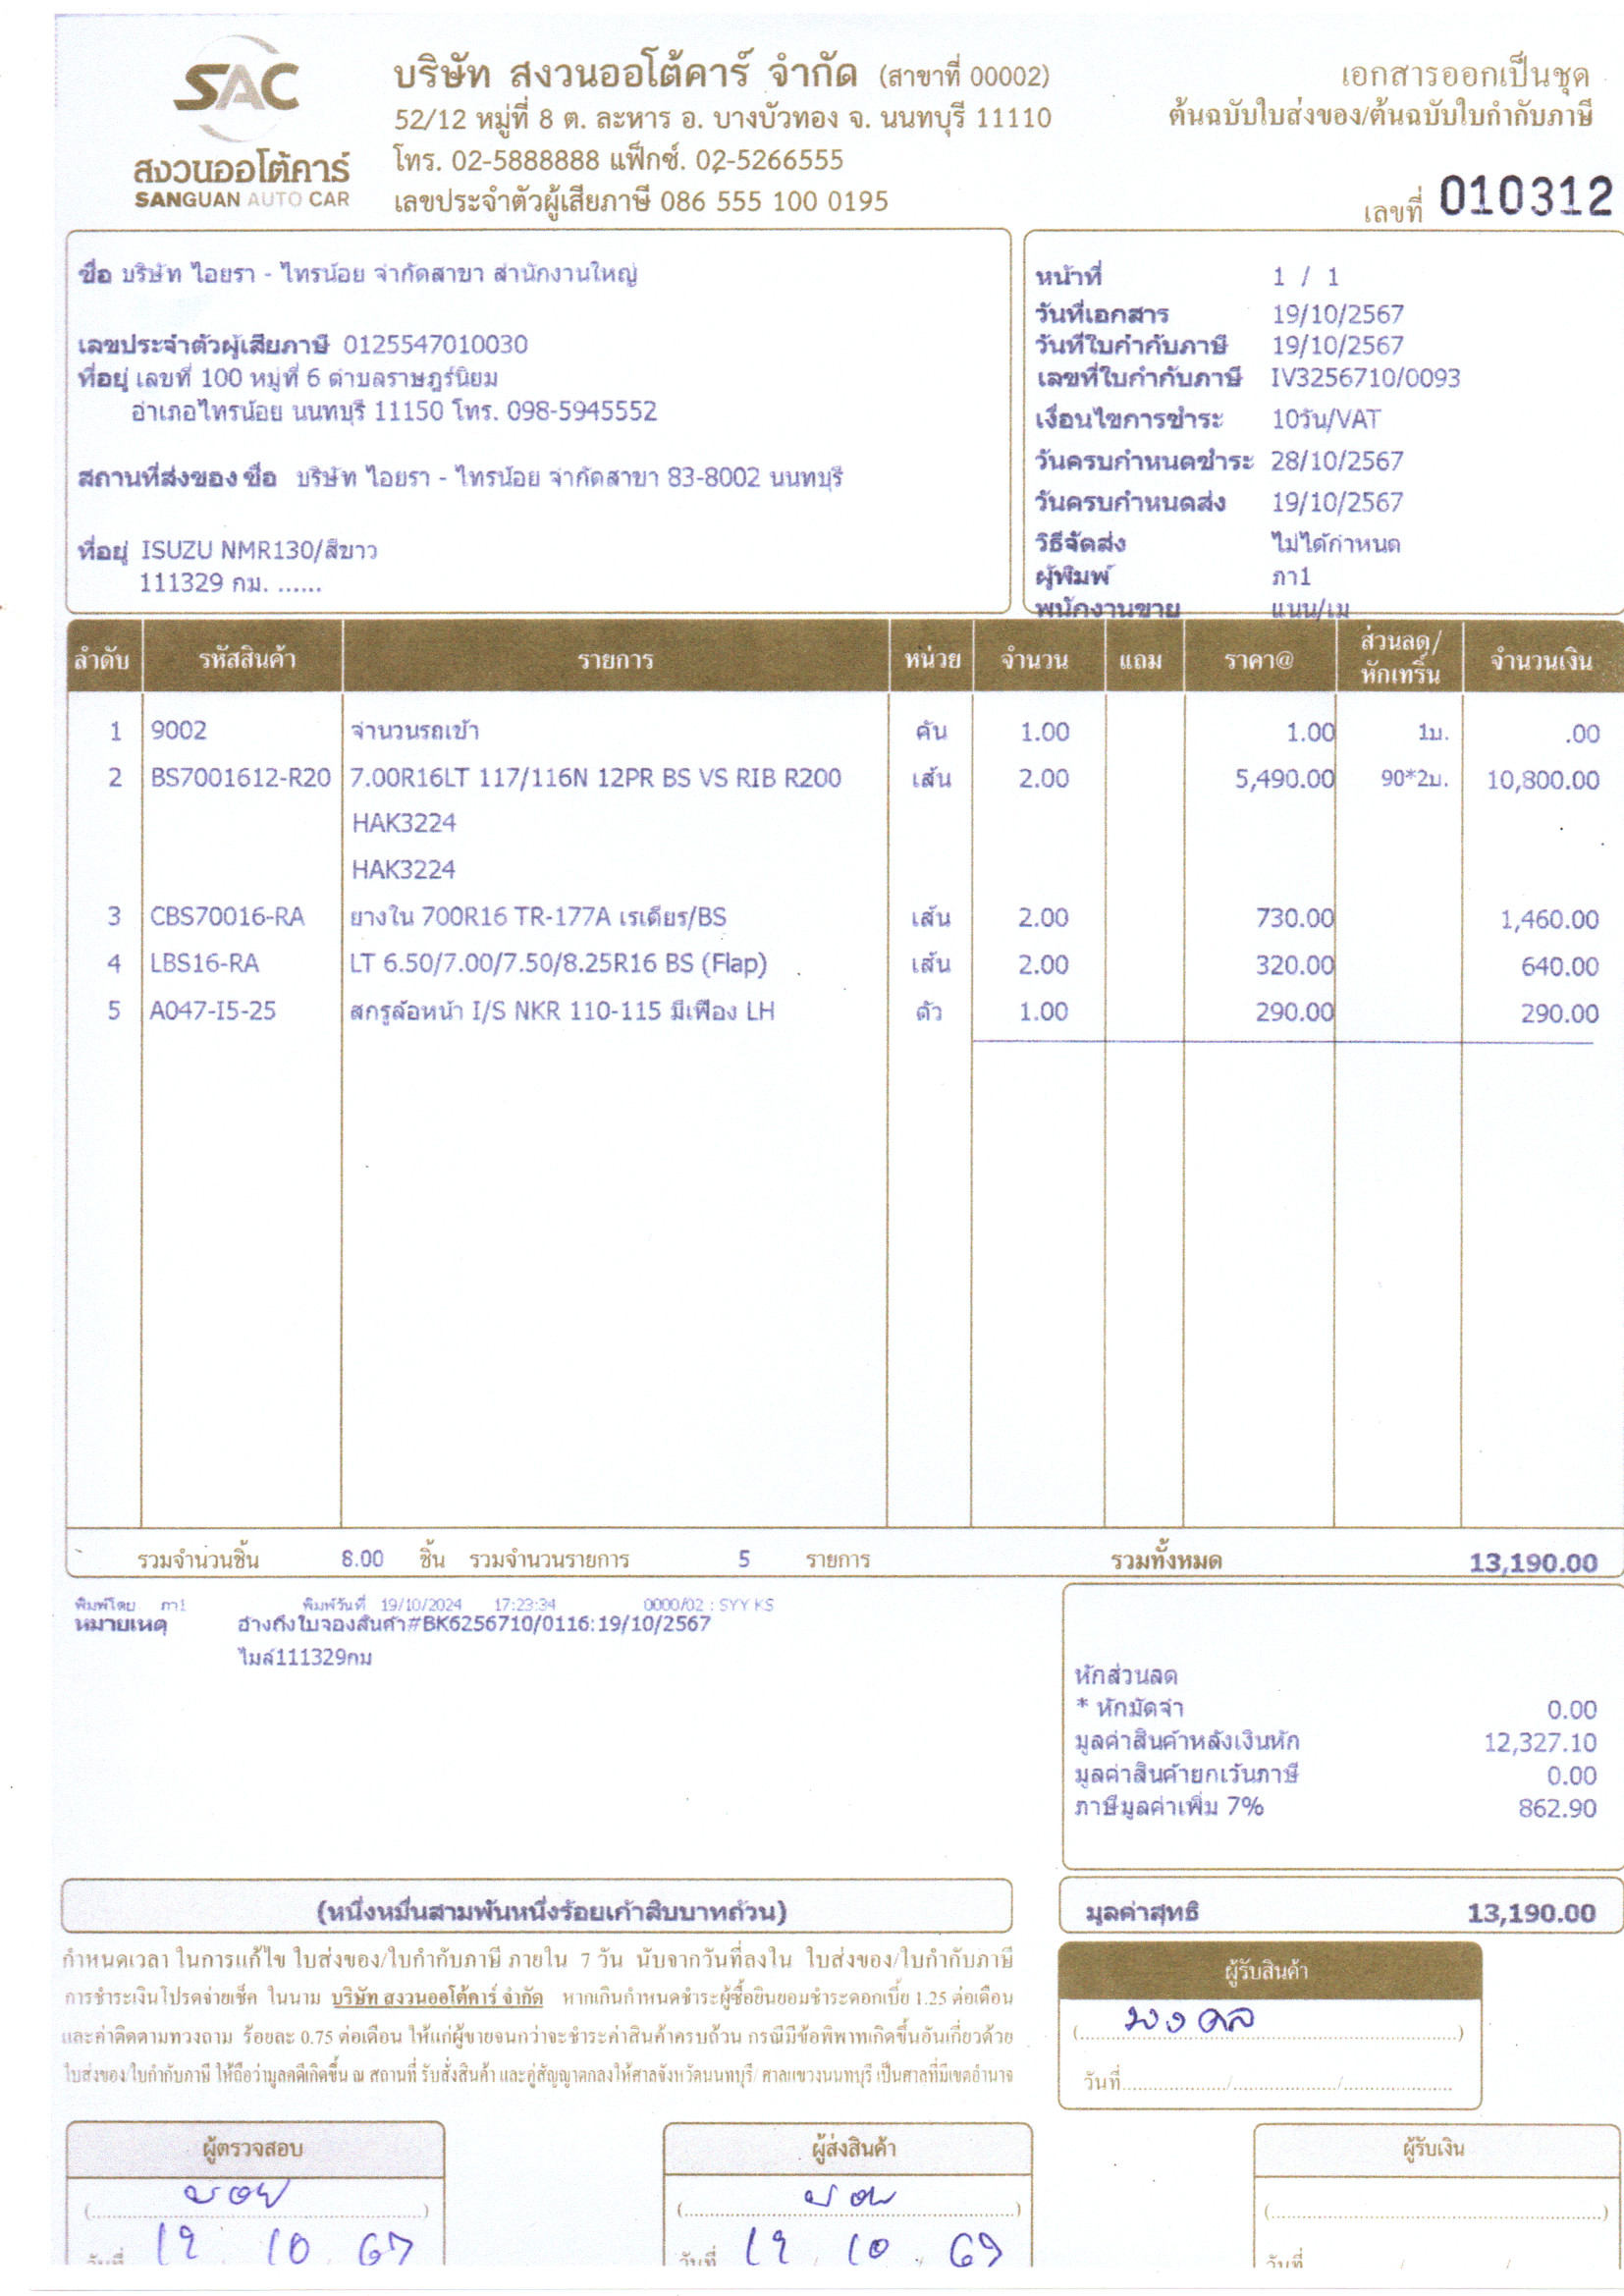 SAC
สงวนออโต้คาร์
SANGUAN AUTO CAR
บริษัท สงวนออโต้คาร์ จำกัด (สาขาที่ 00002)
52/12 หมู่ที่ 8 ต. ละหาร อ. บางบัวทอง จ. นนทบุรี 11110
โทร. 02-5888888 แฟ็กซ์. 02-5266555
เลขประจำตัวผู้เสียภาษี 086 555 100 0195
เอกสารออกเป็นชุด
ต้นฉบับใบส่งของ/ต้นฉบับใบกำกับภาษี
เลขที่ 010312
ชื่อ บริษัท ไอยรา - ไทรน้อย จำกัดสาขา สำนักงานใหญ่
เลขประจำตัวผู้เสียภาษี 0125547010030
ที่อยู่ เลขที่ 100 หมู่ที่ 6 ตำบลราษฎร์นิยม
อำเภอไทรน้อย นนทบุรี 11150 โทร. 098-5945552
สถานที่ส่งของ ชื่อ บริษัท ไอยรา - ไทรน้อย จำกัดสาขา 83-8002 นนทบุรี
ที่อยู่ ISUZU NMR130/สีขาว
111329 กม. ......
หน้าที่ 1 / 1
วันที่เอกสาร 19/10/2567
วันที่ใบกำกับภาษี 19/10/2567
เลขที่ใบกำกับภาษี IV3256710/0093
เงื่อนไขการชำระ 10วัน/VAT
วันครบกำหนดชำระ 28/10/2567
วันครบกำหนดส่ง 19/10/2567
วิธีจัดส่ง ไม่ได้กำหนด
ผู้พิมพ์ ภา1
พนักงานขาย แนน/เม
ลำดับ รหัสสินค้า รายการ หน่วย จำนวน แถม ราคา@ ส่วนลด/หักเทริ์น จำนวนเงิน
1 9002 จำนวนรถเข้า คัน 1.00 1.00 1บ. .00
2 BS7001612-R20 7.00R16LT 117/116N 12PR BS VS RIB R200 เส้น 2.00 5,490.00 90*2บ. 10,800.00
HAK3224
HAK3224
3 CBS70016-RA ยางใน 700R16 TR-177A เรเดียร/BS เส้น 2.00 730.00 1,460.00
4 LBS16-RA LT 6.50/7.00/7.50/8.25R16 BS (Flap) เส้น 2.00 320.00 640.00
5 A047-I5-25 สกรูล้อหน้า I/S NKR 110-115 มีเฟือง LH ตัว 1.00 290.00 290.00
รวมจำนวนชิ้น 8.00 ชิ้น รวมจำนวนรายการ 5 รายการ รวมทั้งหมด 13,190.00
พิมพ์โดย ภา1 พิมพ์วันที่ 19/10/2024 17:23:34 0000/02 : SYY KS
หมายเหตุ อ้างถึงใบจองสินค้า#BK6256710/0116:19/10/2567
ไมล์111329กม
หักส่วนลด
* หักมัดจำ 0.00
มูลค่าสินค้าหลังเงินหัก 12,327.10
มูลค่าสินค้ายกเว้นภาษี 0.00
ภาษีมูลค่าเพิ่ม 7% 862.90
(หนึ่งหมื่นสามพันหนึ่งร้อยเก้าสิบบาทถ้วน)
มูลค่าสุทธิ 13,190.00
กำหนดเวลา ในการแก้ไข ใบส่งของ/ใบกำกับภาษี ภายใน 7 วัน นับจากวันที่ลงใน ใบส่งของ/ใบกำกับภาษี
การชำระเงินโปรดจ่ายเช็ค ในนาม บริษัท สงวนออโต้คาร์ จำกัด หากเกินกำหนดชำระผู้ซื้อยินยอมชำระดอกเบี้ย 1.25 ต่อเดือน
และค่าติดตามทวงถาม ร้อยละ 0.75 ต่อเดือน ให้แก่ผู้ขายจนกว่าจะชำระค่าสินค้าครบถ้วน กรณีมีข้อพิพาทเกิดขึ้นอันเกี่ยวด้วย
ใบส่งของ/ใบกำกับภาษี ให้ถือว่ามูลคดีเกิดขึ้น ณ สถานที่ รับสั่งสินค้า และคู่สัญญาตกลงให้ศาลจังหวัดนนทบุรี/ ศาลแขวงนนทบุรี เป็นศาลที่มีเขตอำนาจ
ผู้รับสินค้า
(มงคล)
วันที่ / /
ผู้ตรวจสอบ
วันที่ 19 10 67
ผู้ส่งสินค้า
วันที่ 19 / 10 / 67
ผู้รับเงิน
วันที่ / /